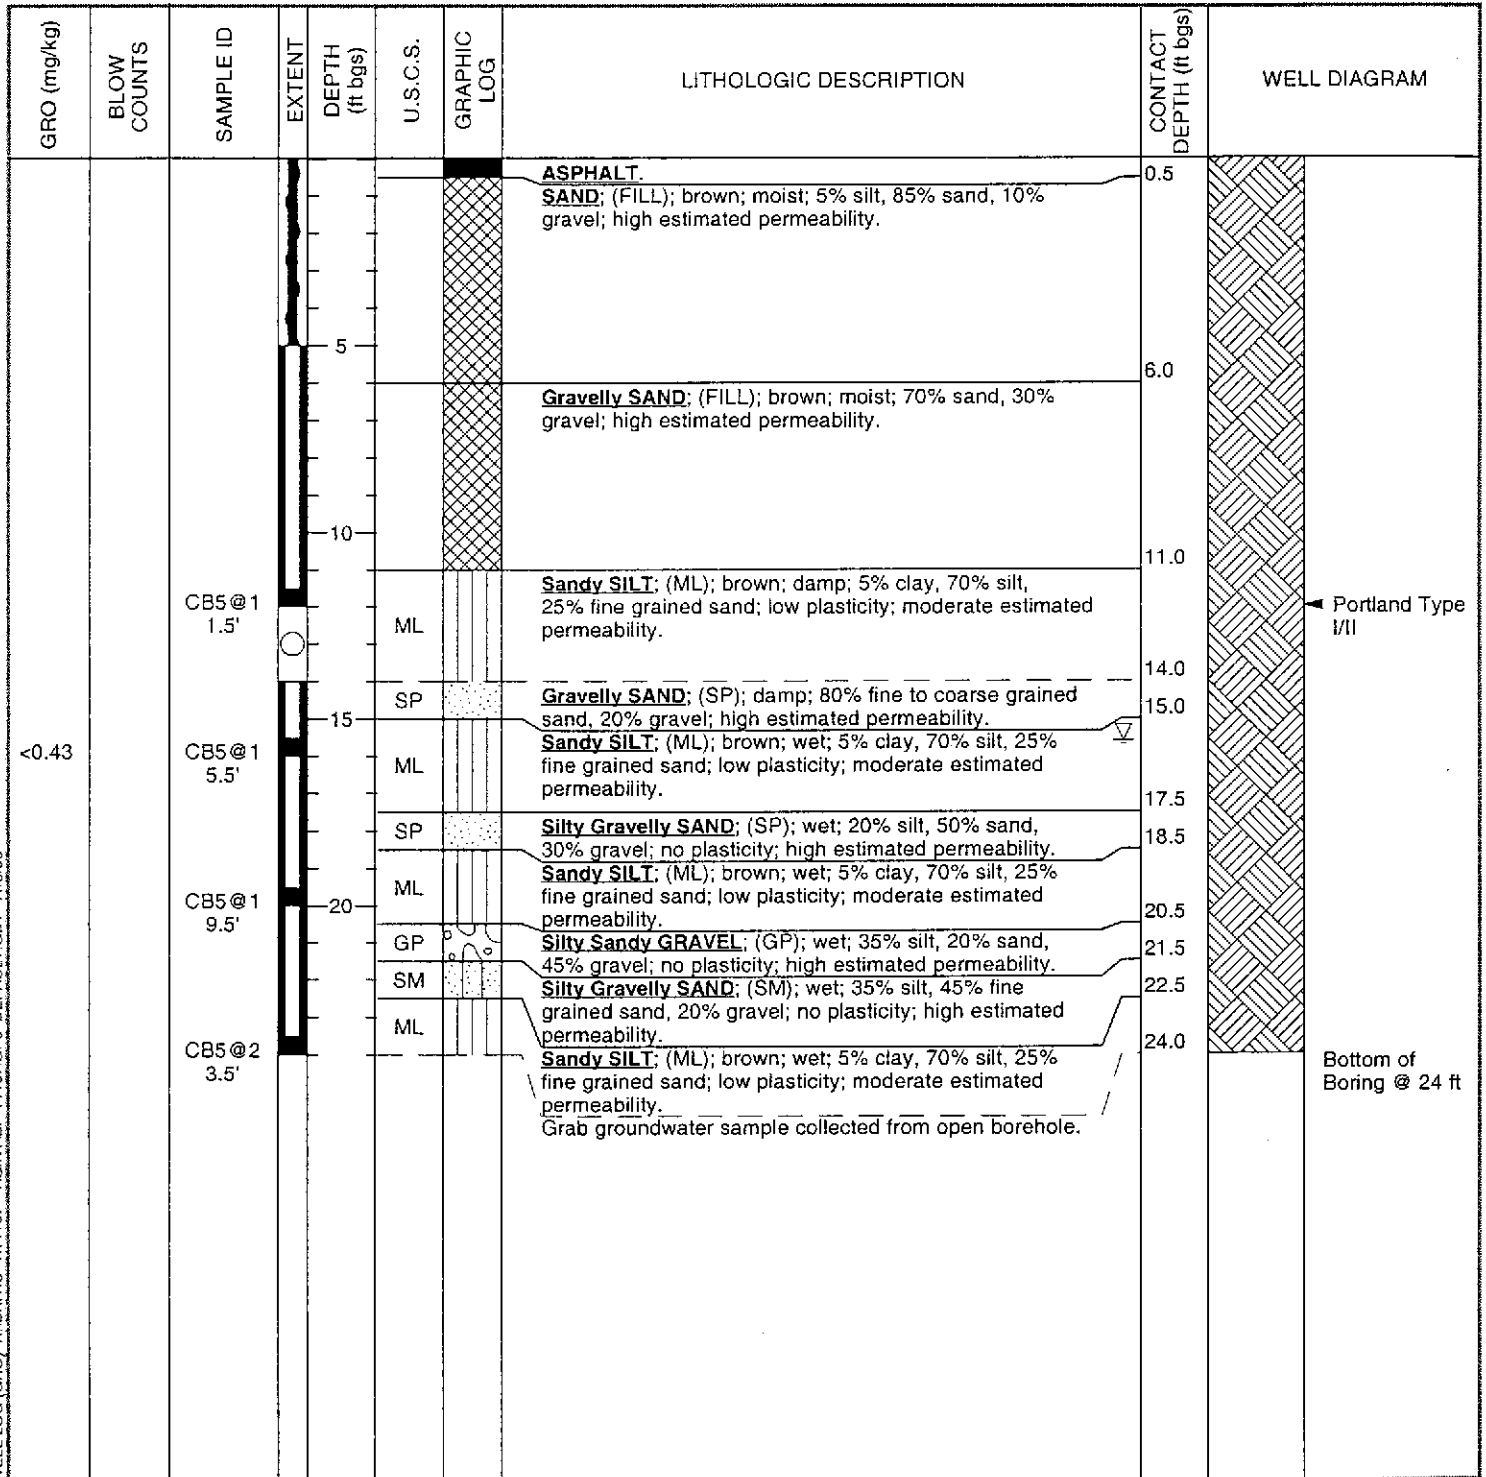 GRO (mg/kg)
BLOW
COUNTS
SAMPLE ID
EXTENT
DEPTH
(ft bgs)
U.S.C.S.
GRAPHIC
LOG
LITHOLOGIC DESCRIPTION
CONTACT
DEPTH (ft bgs)
WELL DIAGRAM
ASPHALT.
0.5
SAND; (FILL); brown; moist; 5% silt, 85% sand, 10%
gravel; high estimated permeability.
5
6.0
Gravelly SAND; (FILL); brown; moist; 70% sand, 30%
gravel; high estimated permeability.
10
11.0
CB5@1
1.5'
ML
Sandy SILT; (ML); brown; damp; 5% clay, 70% silt,
25% fine grained sand; low plasticity; moderate estimated
permeability.
Portland Type
I/II
14.0
SP
Gravelly SAND; (SP); damp; 80% fine to coarse grained
sand, 20% gravel; high estimated permeability.
15.0
15
<0.43
CB5@1
5.5'
ML
Sandy SILT; (ML); brown; wet; 5% clay, 70% silt, 25%
fine grained sand; low plasticity; moderate estimated
permeability.
17.5
SP
Silty Gravelly SAND; (SP); wet; 20% silt, 50% sand,
30% gravel; no plasticity; high estimated permeability.
18.5
CB5@1
9.5'
20
ML
Sandy SILT; (ML); brown; wet; 5% clay, 70% silt, 25%
fine grained sand; low plasticity; moderate estimated
permeability.
20.5
GP
Silty Sandy GRAVEL; (GP); wet; 35% silt, 20% sand,
45% gravel; no plasticity; high estimated permeability.
21.5
SM
Silty Gravelly SAND; (SM); wet; 35% silt, 45% fine
grained sand, 20% gravel; no plasticity; high estimated
permeability.
22.5
ML
24.0
CB5@2
3.5'
Sandy SILT; (ML); brown; wet; 5% clay, 70% silt, 25%
fine grained sand; low plasticity; moderate estimated
permeability.
Bottom of
Boring @ 24 ft
Grab groundwater sample collected from open borehole.